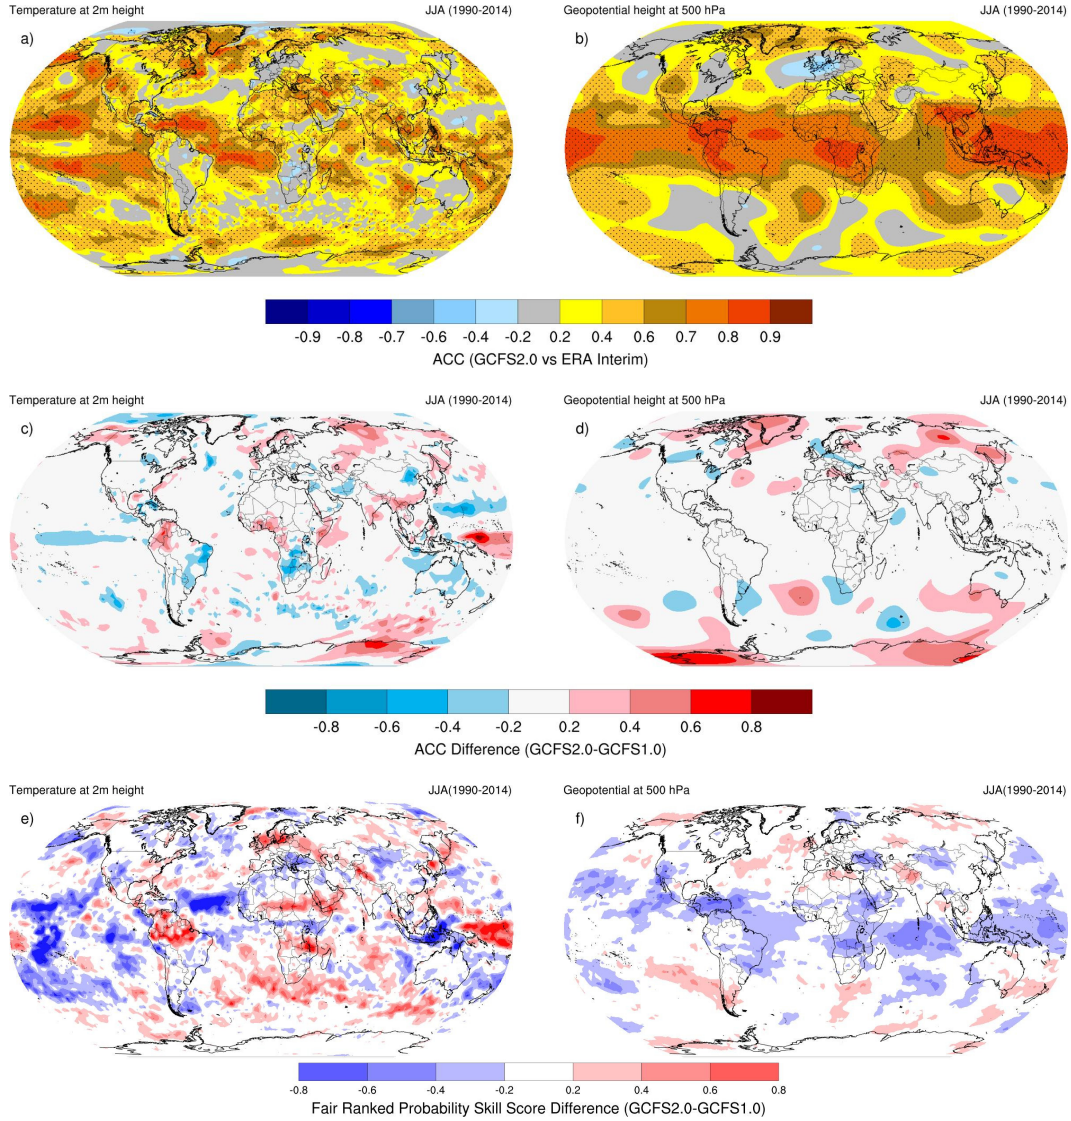 Temperature at 2m height JJA (1990-2014)
a)
Geopotential height at 500 hPa JJA (1990-2014)
b)
-0.9 -0.8 -0.7 -0.6 -0.4 -0.2 0.2 0.4 0.6 0.7 0.8 0.9
ACC (GCFS2.0 vs ERA Interim)
Temperature at 2m height JJA (1990-2014)
c)
Geopotential height at 500 hPa JJA (1990-2014)
d)
-0.8 -0.6 -0.4 -0.2 0.2 0.4 0.6 0.8
ACC Difference (GCFS2.0-GCFS1.0)
Temperature at 2m height JJA(1990-2014)
e)
Geopotential at 500 hPa JJA(1990-2014)
f)
-0.8 -0.6 -0.4 -0.2 0.2 0.4 0.6 0.8
Fair Ranked Probability Skill Score Difference (GCFS2.0-GCFS1.0)